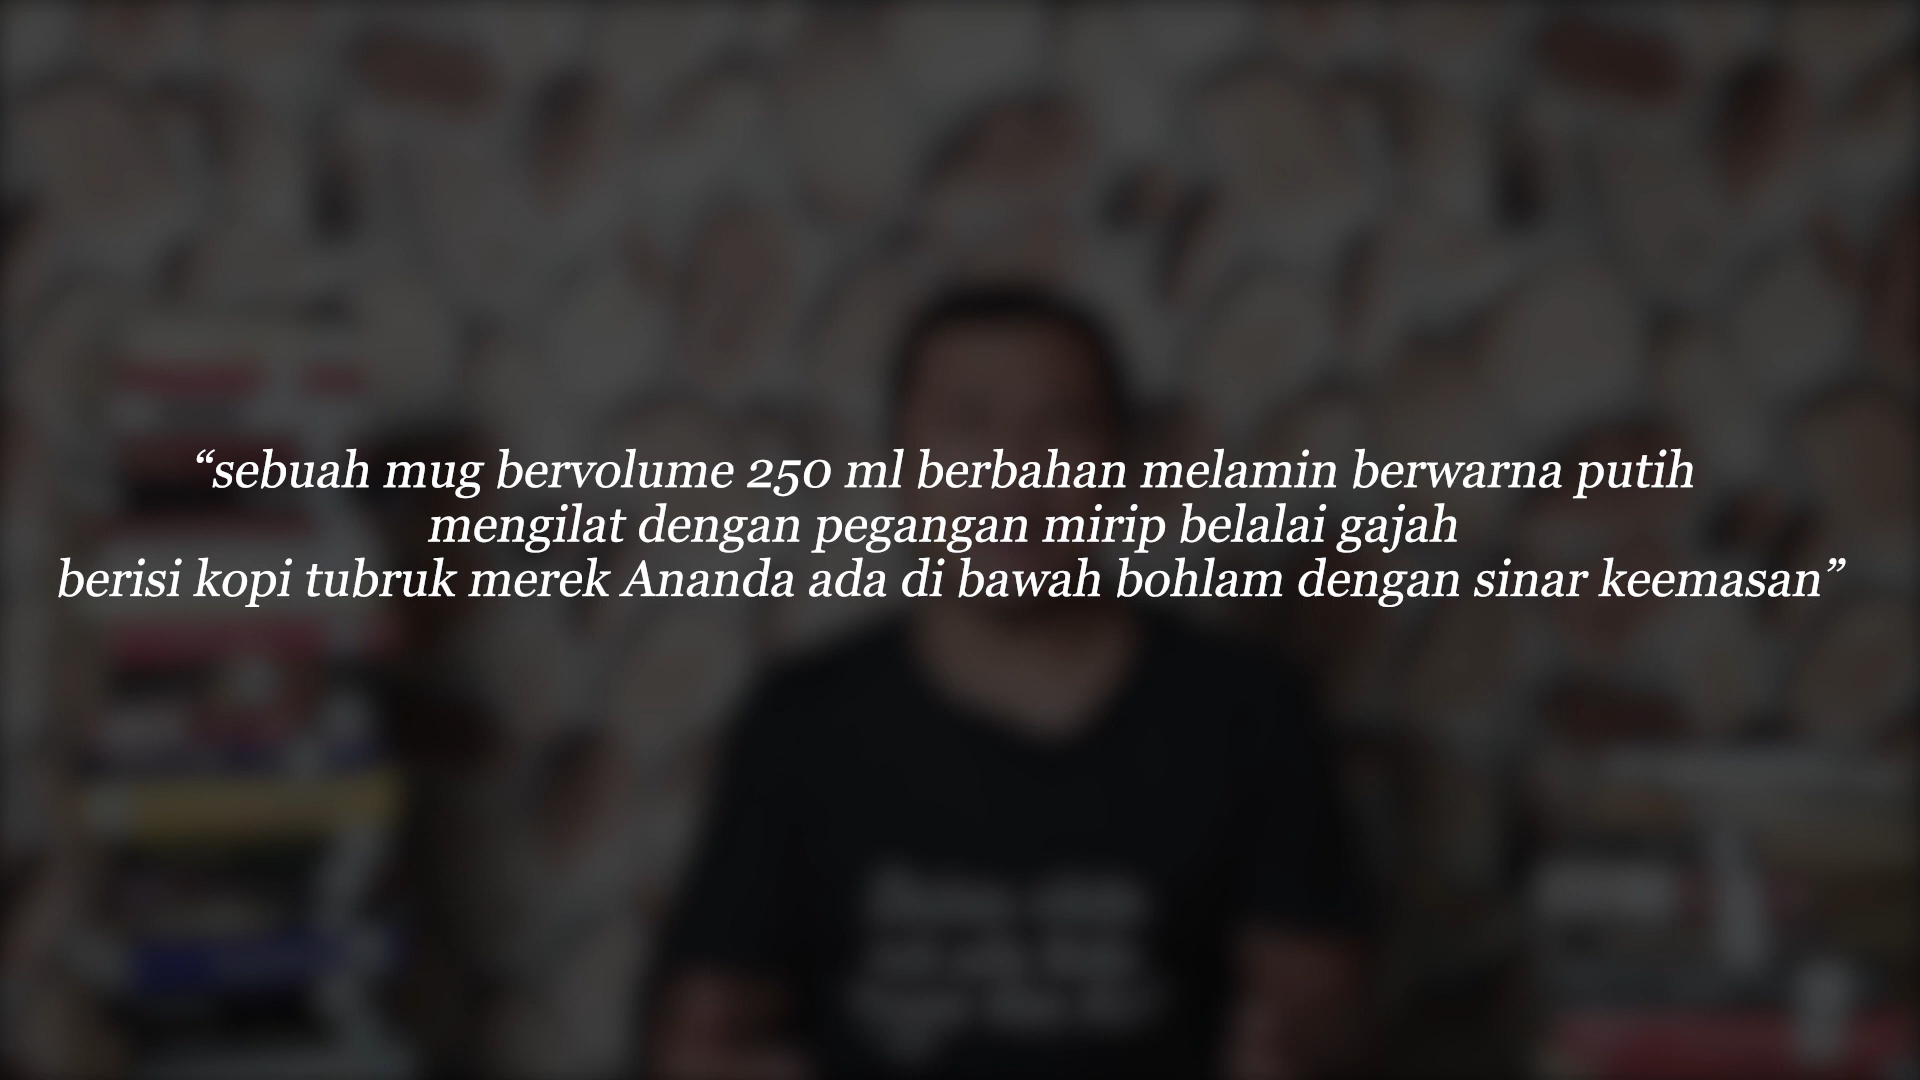 “sebuah mug bervolume 250 ml berbahan melamin berwarna putih
mengilat dengan pegangan mirip belalai gajah
berisi kopi tubruk merek Ananda ada di bawah bohlam dengan sinar keemasan”